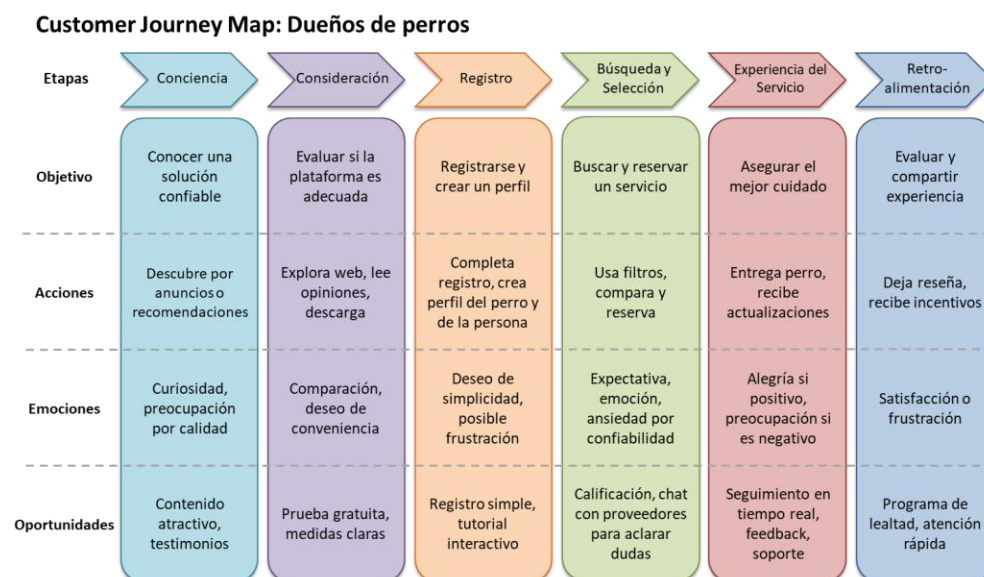 Customer Journey Map: Dueños de perros
Etapas
Conciencia
Consideración
Registro
Búsqueda y
Selección
Experiencia del
Servicio
Retro-
alimentación
Objetivo
Conocer una
solución
confiable
Evaluar si la
plataforma es
adecuada
Registrarse y
crear un perfil
Buscar y reservar
un servicio
Asegurar el
mejor cuidado
Evaluar y
compartir
experiencia
Acciones
Descubre por
anuncios o
recomendaciones
Explora web, lee
opiniones,
descarga
Completa
registro, crea
perfil del perro y
de la persona
Usa filtros,
compara y
reserva
Entrega perro,
recibe
actualizaciones
Deja reseña,
recibe incentivos
Emociones
Curiosidad,
preocupación
por calidad
Comparación,
deseo de
conveniencia
Deseo de
simplicidad,
posible
frustración
Expectativa,
emoción,
ansiedad por
confiabilidad
Alegría si
positivo,
preocupación si
es negativo
Satisfacción o
frustración
Oportunidades
Contenido
atractivo,
testimonios
Prueba gratuita,
medidas claras
Registro simple,
tutorial
interactivo
Calificación, chat
con proveedores
para aclarar
dudas
Seguimiento en
tiempo real,
feedback,
soporte
Programa de
lealtad, atención
rápida